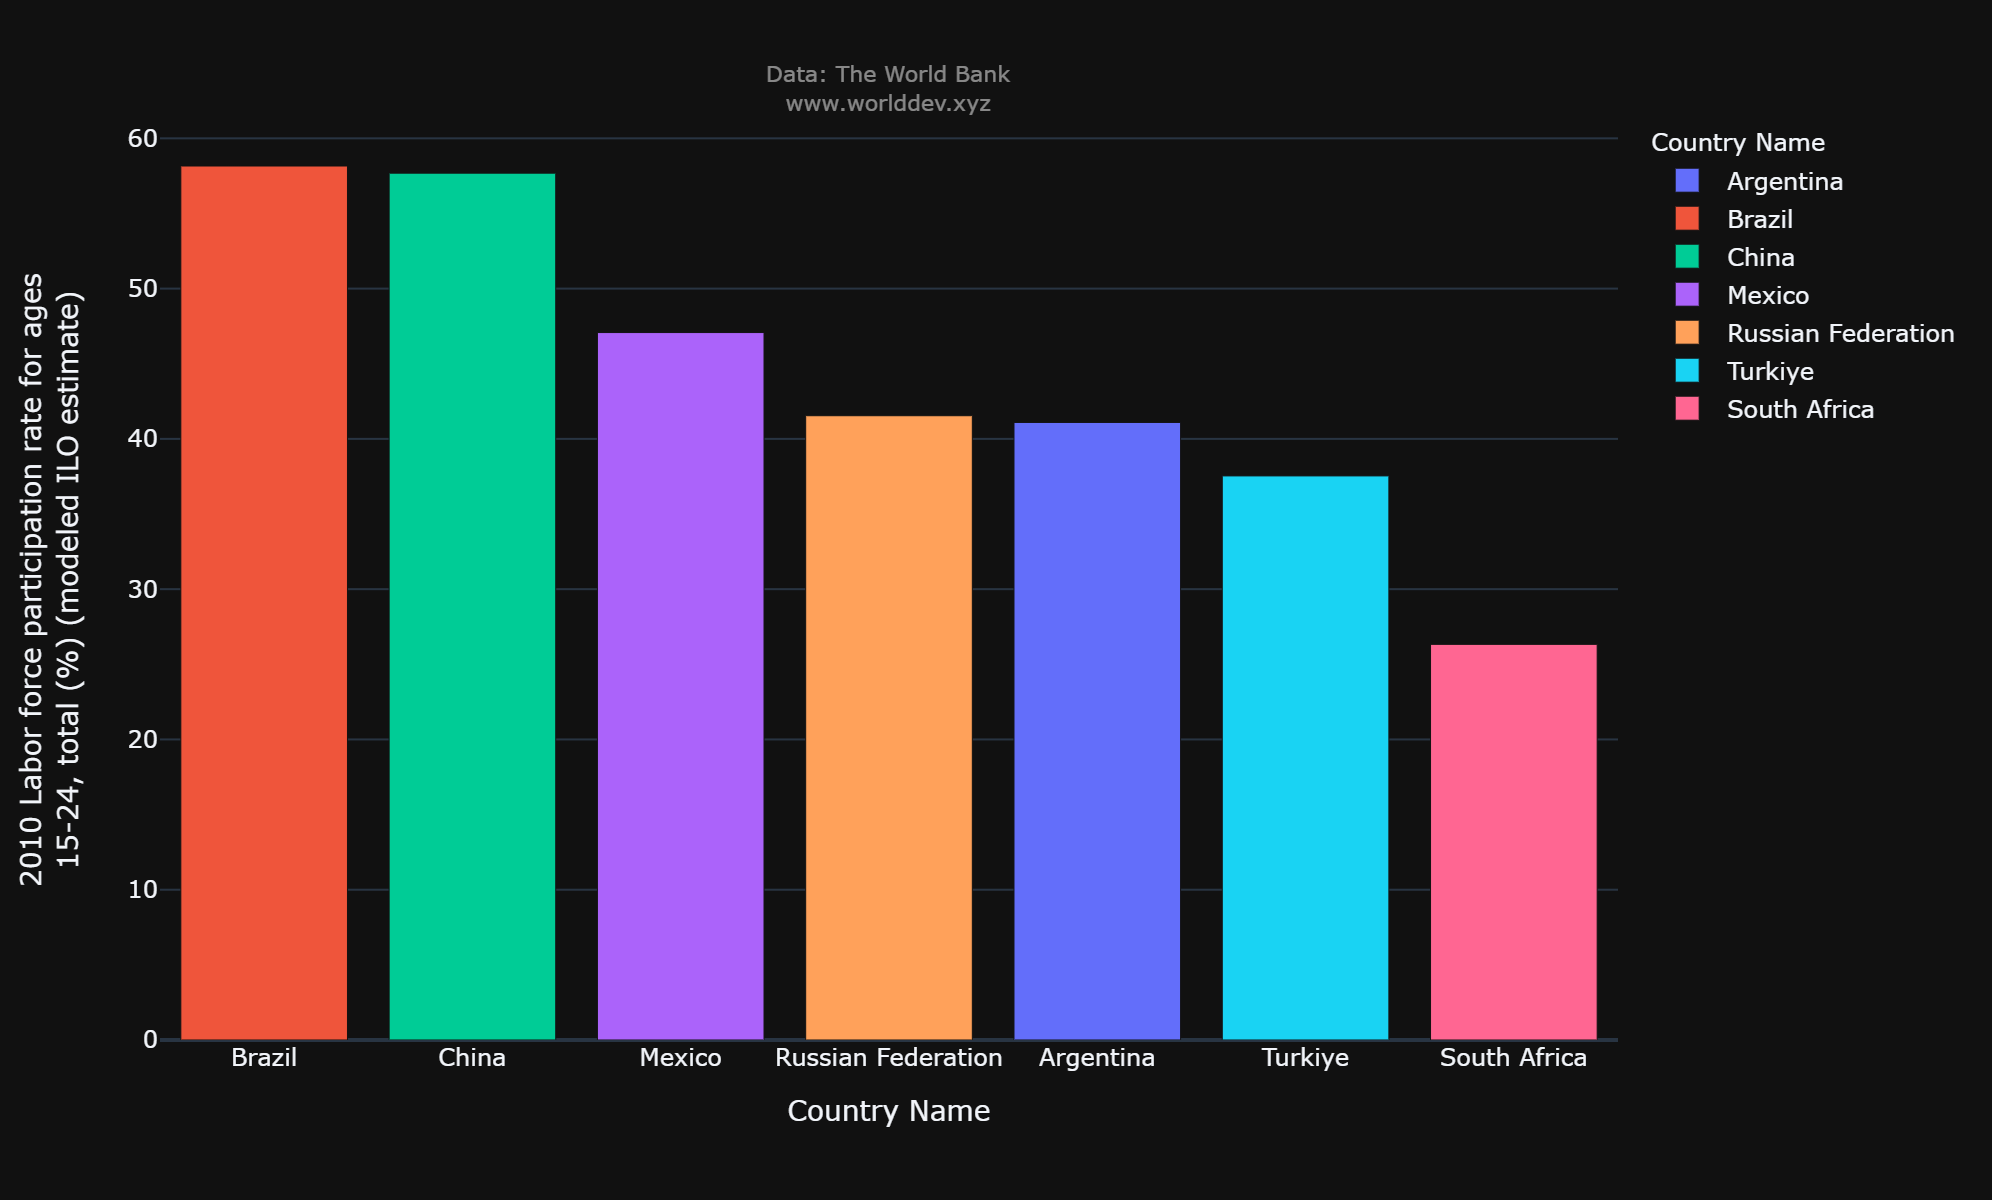 Data: The World Bank
www.worlddev.xyz
2010 Labor force participation rate for ages
15-24, total (%) (modeled ILO estimate)
60
50
40
30
20
10
0
Brazil
China
Mexico
Russian Federation
Argentina
Turkiye
South Africa
Country Name
Country Name
Argentina
Brazil
China
Mexico
Russian Federation
Turkiye
South Africa